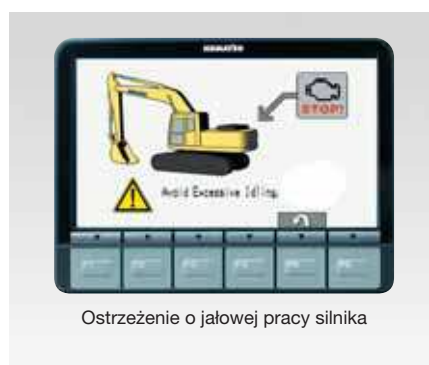 KOMATSU
STOP!
Avoid Excessive Idling
Ostrzeżenie o jałowej pracy silnika